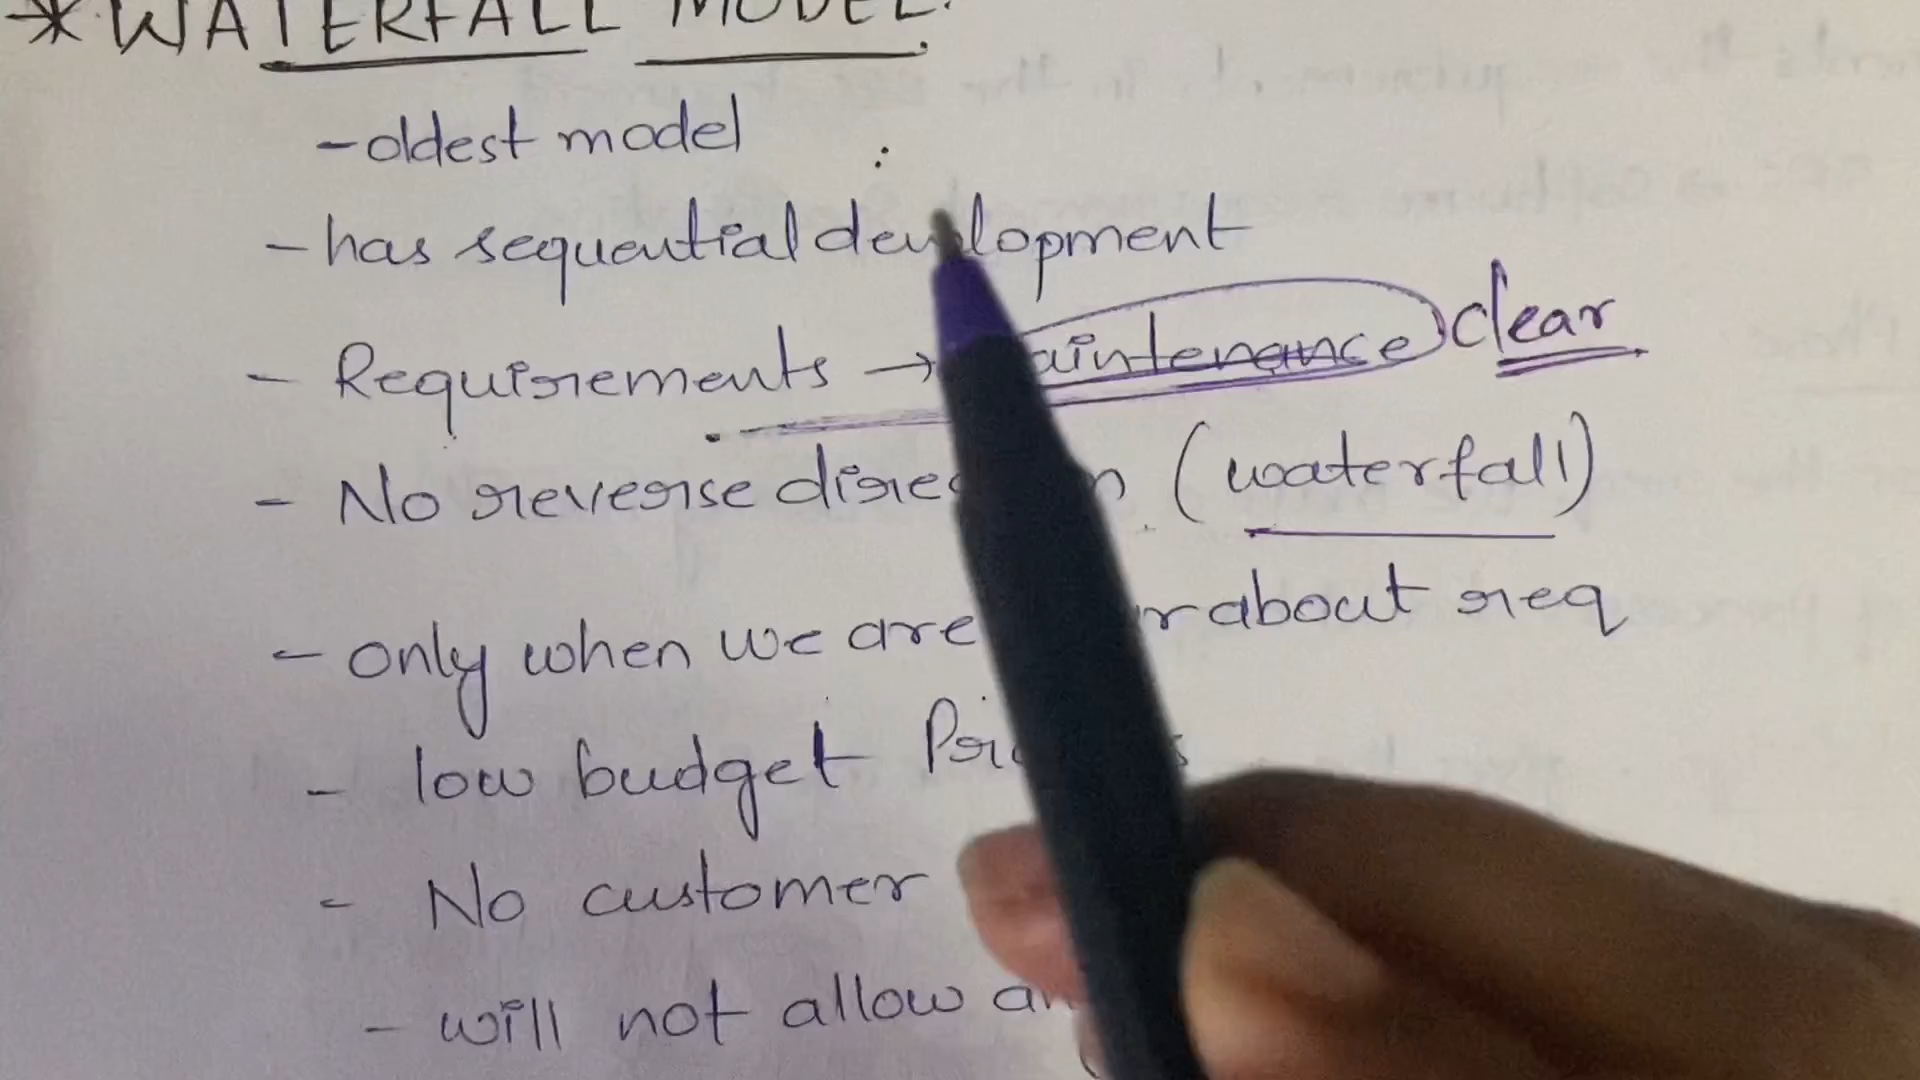 * WATERFALL MODEL.
- oldest model
- has sequential development
- Requirements → maintenance clear
- No reverse direction (waterfall)
- only when we are about req
- low budget
- No customer
- will not allow